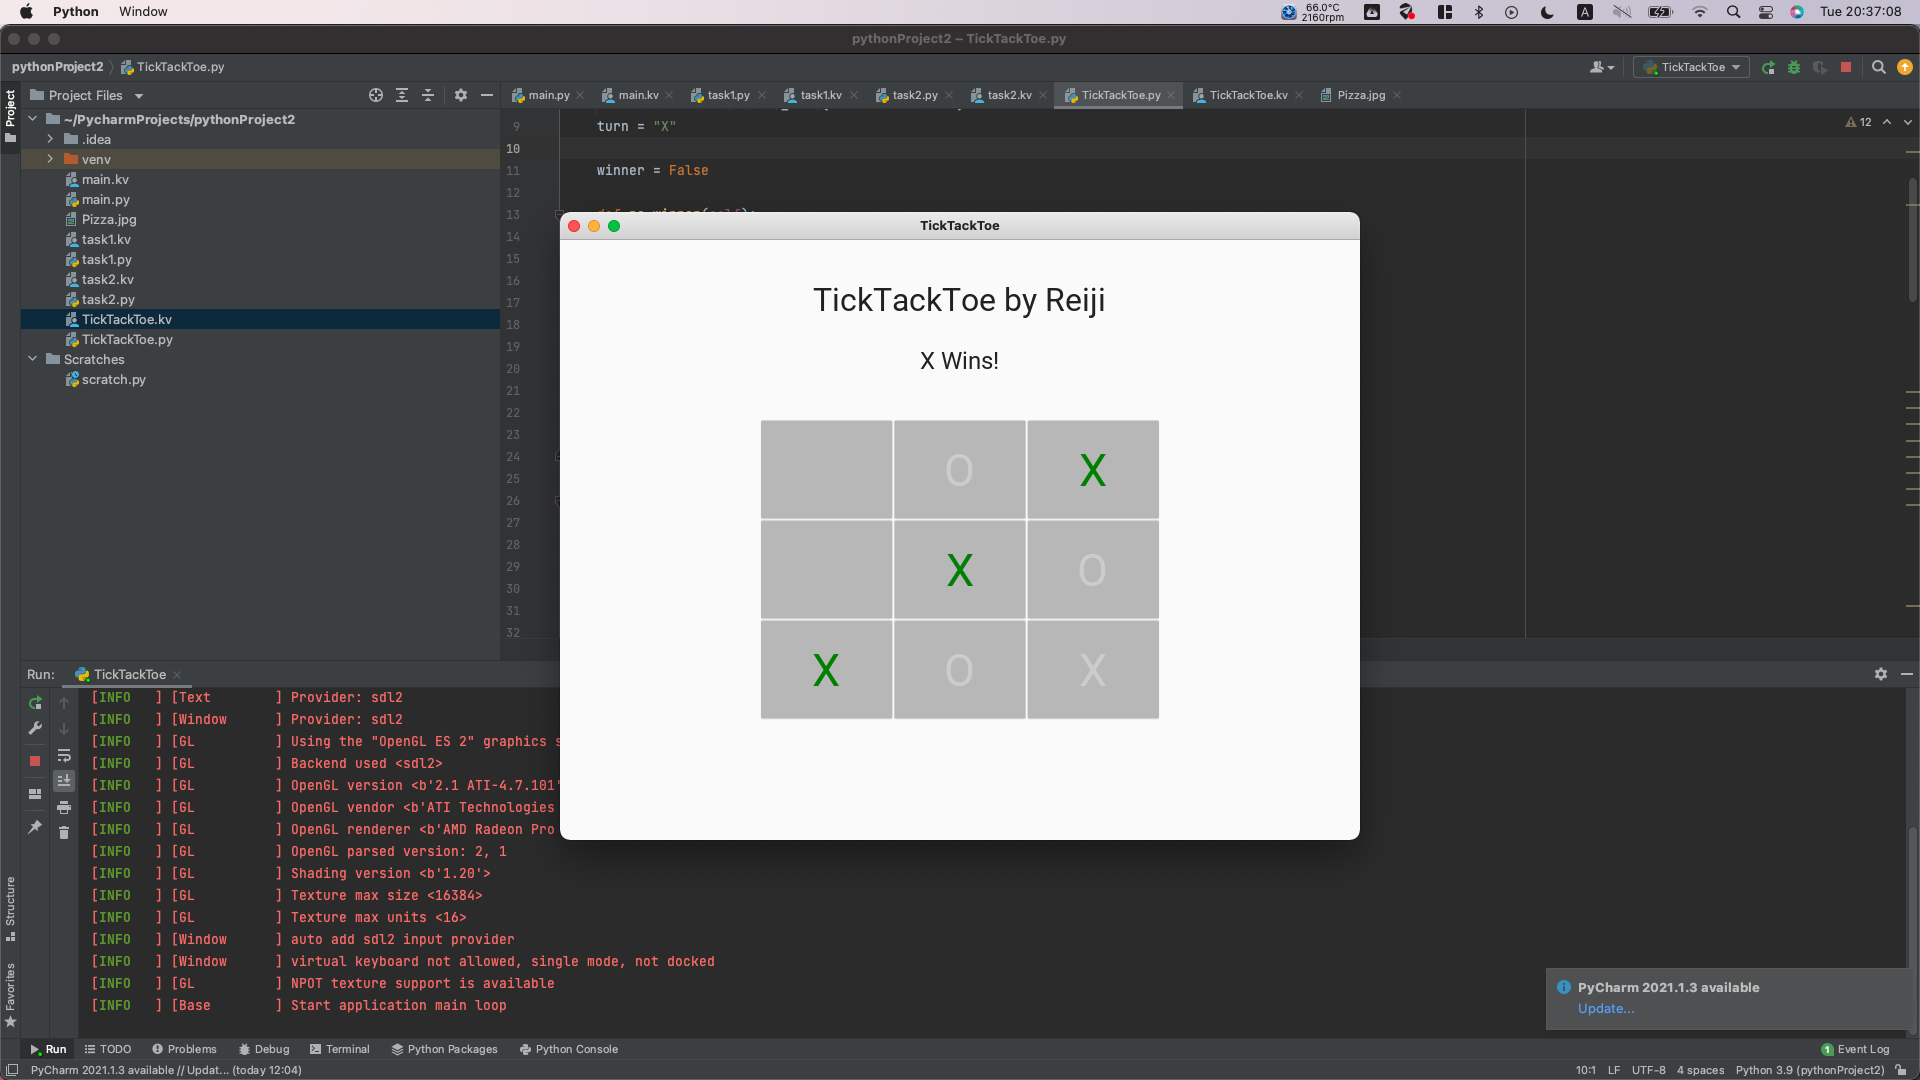 Python Window 66.0°C 2160rpm A Tue 20:37:08
pythonProject2 – TickTackToe.py
pythonProject2 TickTackToe.py TickTackToe
Project Project Files main.py main.kv task1.py task1.kv task2.py task2.kv TickTackToe.py TickTackToe.kv Pizza.jpg
~/PycharmProjects/pythonProject2
.idea
venv
main.kv
main.py
Pizza.jpg
task1.kv
task1.py
task2.kv
task2.py
TickTackToe.kv
TickTackToe.py
Scratches
scratch.py
9 turn = "X"
10
11 winner = False
12
13
14
15
16
17
18
19
20
21
22
23
24
25
26
27
28
29
30
31
32
12
TickTackToe
TickTackToe by Reiji
X Wins!
O X
X O
X O X
Run: TickTackToe
[INFO ] [Text ] Provider: sdl2
[INFO ] [Window ] Provider: sdl2
[INFO ] [GL ] Using the "OpenGL ES 2" graphics s
[INFO ] [GL ] Backend used <sdl2>
[INFO ] [GL ] OpenGL version <b'2.1 ATI-4.7.101'
[INFO ] [GL ] OpenGL vendor <b'ATI Technologies
[INFO ] [GL ] OpenGL renderer <b'AMD Radeon Pro
[INFO ] [GL ] OpenGL parsed version: 2, 1
[INFO ] [GL ] Shading version <b'1.20'>
[INFO ] [GL ] Texture max size <16384>
[INFO ] [GL ] Texture max units <16>
[INFO ] [Window ] auto add sdl2 input provider
[INFO ] [Window ] virtual keyboard not allowed, single mode, not docked
[INFO ] [GL ] NPOT texture support is available
[INFO ] [Base ] Start application main loop
Structure
Favorites
PyCharm 2021.1.3 available
Update...
Run TODO Problems Debug Terminal Python Packages Python Console 1 Event Log
PyCharm 2021.1.3 available // Updat... (today 12:04) 10:1 LF UTF-8 4 spaces Python 3.9 (pythonProject2)